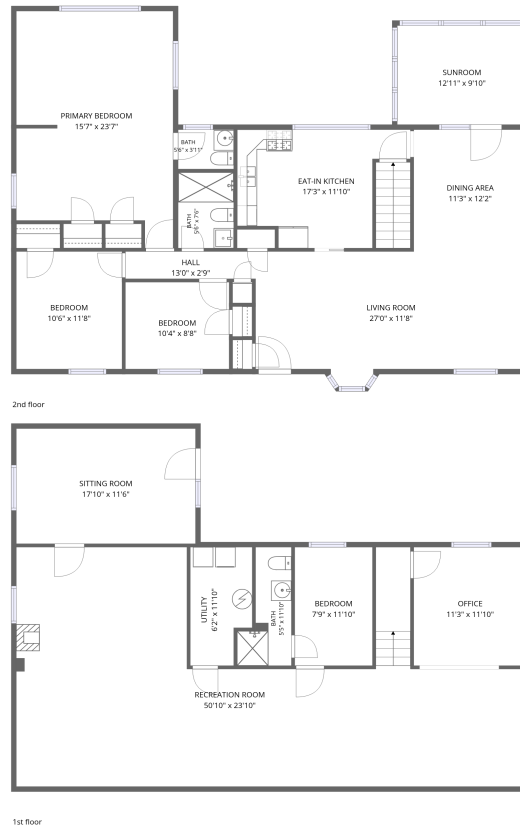 SUNROOM
12'11" x 9'10"
PRIMARY BEDROOM
15'7" x 23'7"
BATH
5'6" x 3'11"
EAT-IN KITCHEN
17'3" x 11'10"
DINING AREA
11'3" x 12'2"
BATH
5'6" x 7'6"
HALL
13'0" x 2'9"
BEDROOM
10'6" x 11'8"
BEDROOM
10'4" x 8'8"
LIVING ROOM
27'0" x 11'8"
2nd floor
SITTING ROOM
17'10" x 11'6"
UTILITY
6'2" x 11'10"
BATH
5'5" x 11'10"
BEDROOM
7'9" x 11'10"
OFFICE
11'3" x 11'10"
RECREATION ROOM
50'10" x 23'10"
1st floor